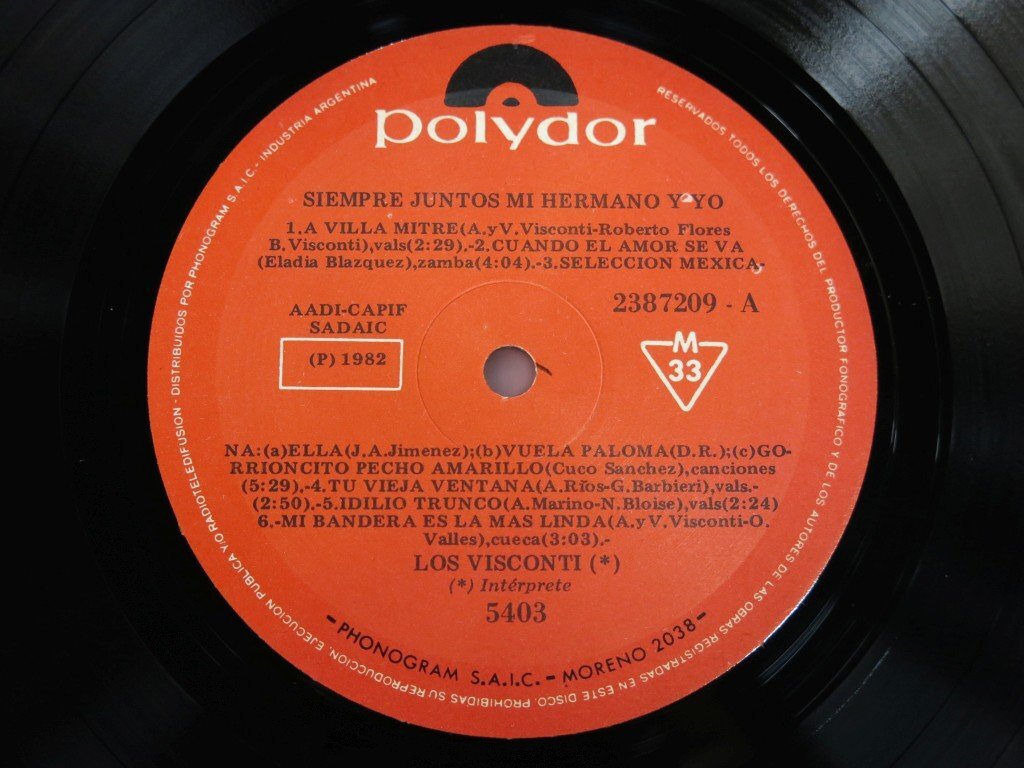 polydor
SIEMPRE JUNTOS MI HERMANO Y YO
1.A VILLA MITRE(A.yV.Visconti-Roberto Flores
B.Visconti),vals(2:29).-2.CUANDO EL AMOR SE VA
(Eladia Blazquez),zamba(4:04).-3.SELECCION MEXICA-
AADI-CAPIF
SADAIC
(P) 1982
2387209 - A
M
33
NA:(a)ELLA(J.A.Jimenez);(b)VUELA PALOMA(D.R.);(c)GO-
RRIONCITO PECHO AMARILLO(Cuco Sanchez),canciones
(5:29),-4.TU VIEJA VENTANA(A.Ríos-G.Barbieri),vals.-
(2:50).-5.IDILIO TRUNCO(A.Marino-N.Bloise),vals(2:24)
6.-MI BANDERA ES LA MAS LINDA(A.yV.Visconti-O.
Valles),cueca(3:03).-
LOS VISCONTI (*)
(*) Intérprete
5403
-PHONOGRAM S.A.I.C.-MORENO 2038-
RESERVADOS TODOS LOS DERECHOS DEL PRODUCTOR FONOGRAFICO Y DE LOS AUTORES DE LAS OBRAS REGISTRADAS EN ESTE DISCO. PROHIBIDAS SU REPRODUCCION, EJECUCION PUBLICA Y/O RADIOTELEDIFUSION - DISTRIBUIDOS POR PHONOGRAM S.A.I.C.- INDUSTRIA ARGENTINA